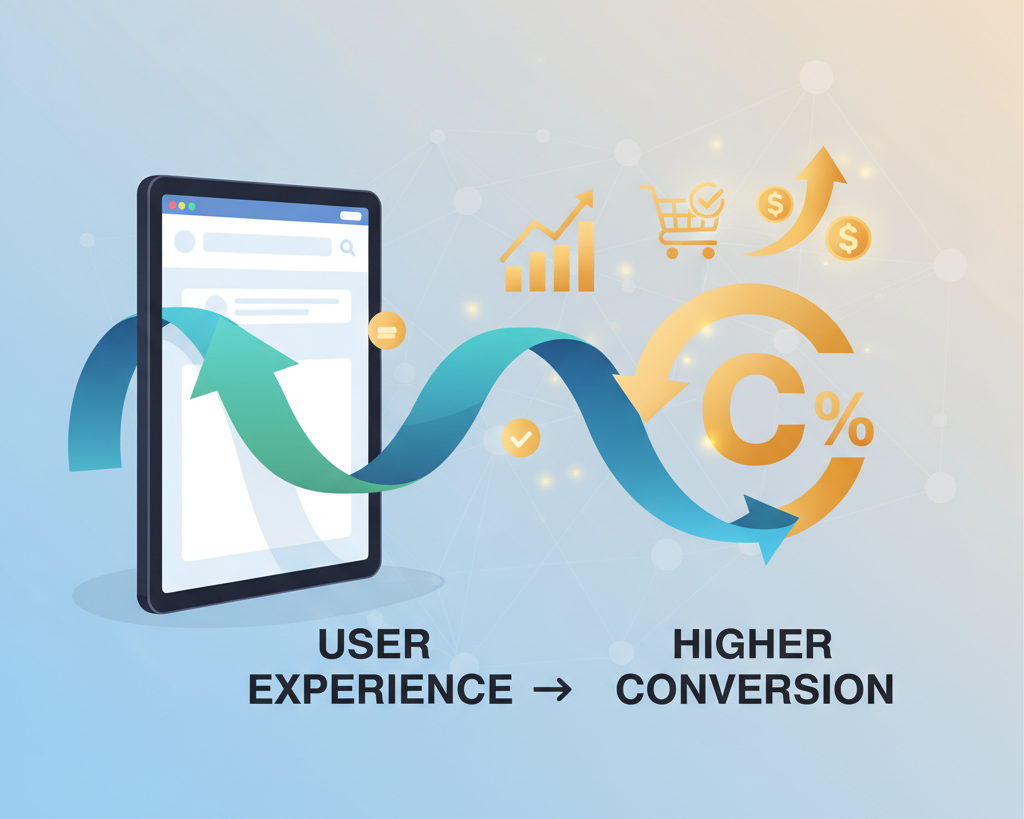 $
$
C %
USER
EXPERIENCE →
HIGHER
CONVERSION